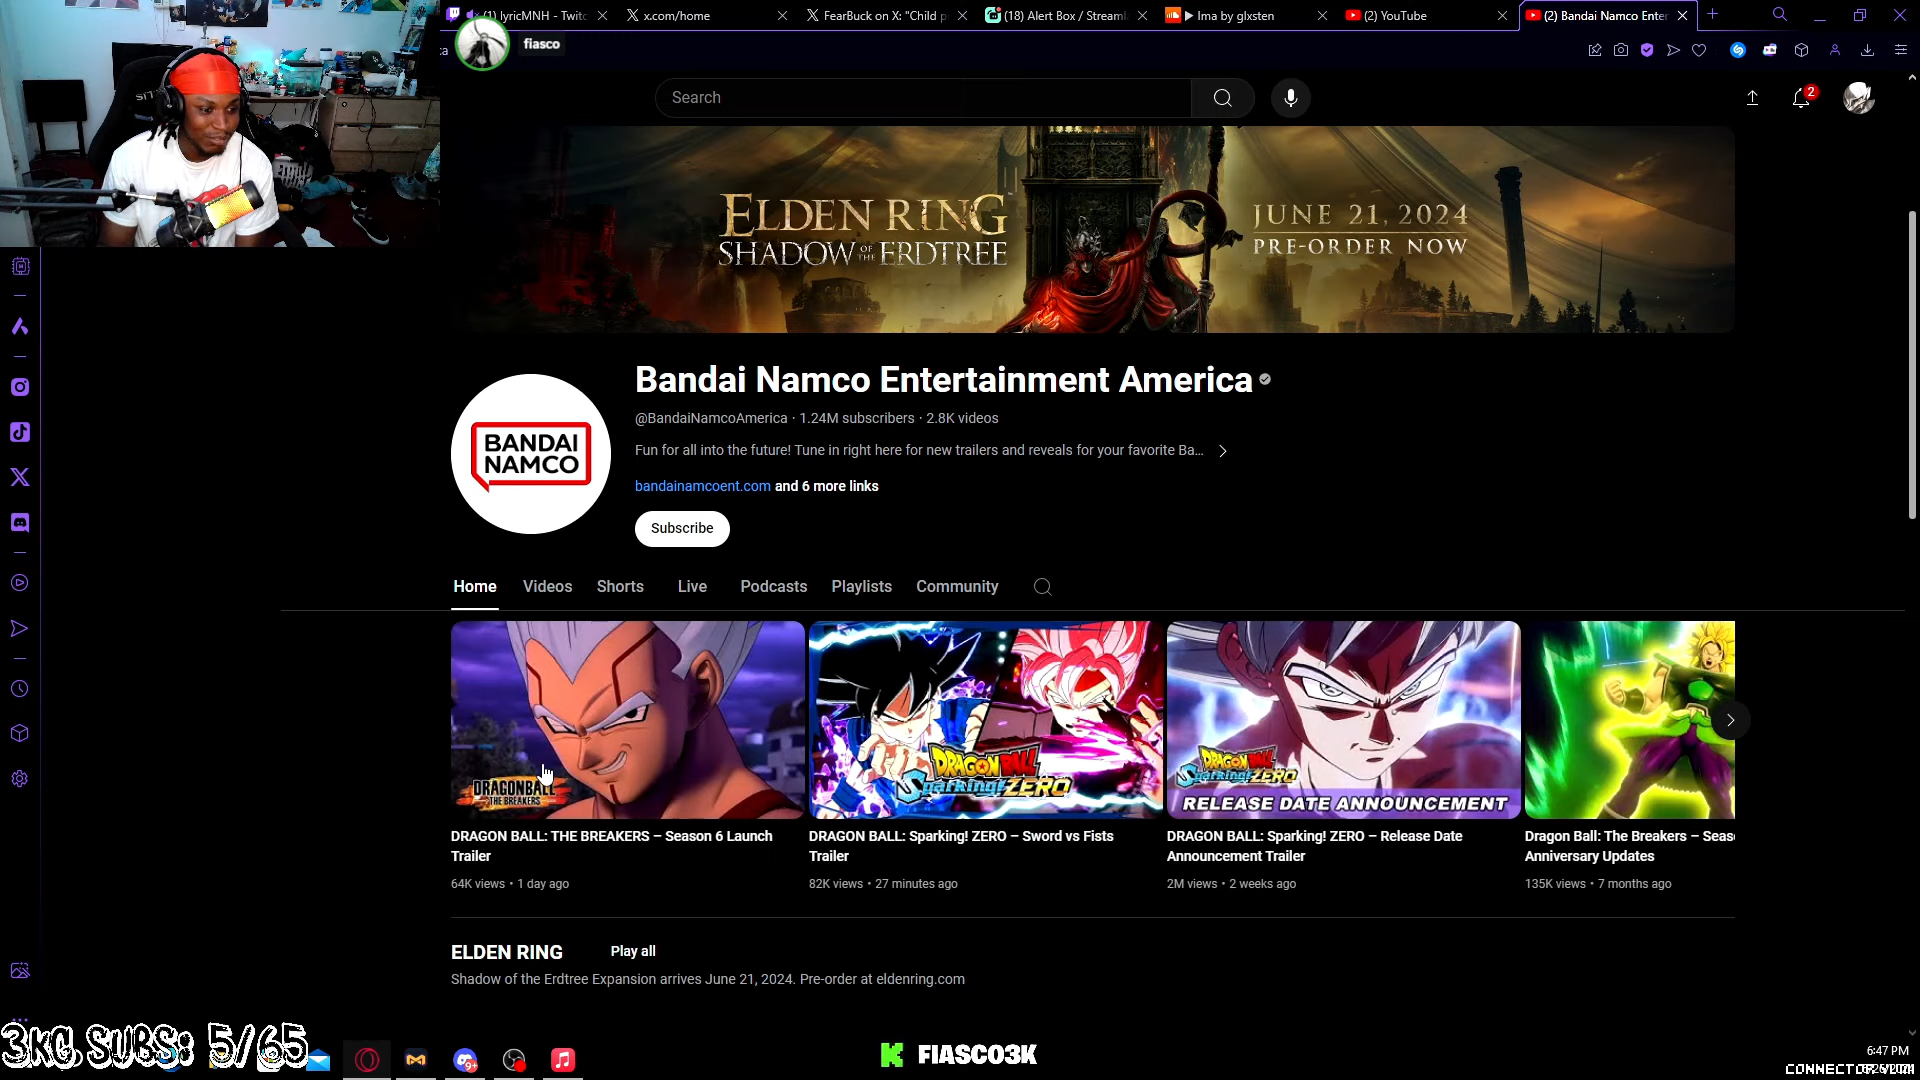 (1) lyricMNH - Twitc
x.com/home
FearBuck on X: "Child p
(18) Alert Box / Streaml
Ima by glxsten
(2) YouTube
(2) Bandai Namco Enter
fiasco
Search
2
ELDEN RING
SHADOW OF THE ERDTREE
JUNE 21, 2024
PRE-ORDER NOW
BANDAI
NAMCO
Bandai Namco Entertainment America
@BandaiNamcoAmerica · 1.24M subscribers · 2.8K videos
Fun for all into the future! Tune in right here for new trailers and reveals for your favorite Ba...
bandainamcoent.com and 6 more links
Subscribe
Home
Videos
Shorts
Live
Podcasts
Playlists
Community
DRAGONBALL
THE BREAKERS
DRAGON BALL
Sparking! ZERO
DRAGON BALL
Sparking! ZERO
RELEASE DATE ANNOUNCEMENT
DRAGON BALL: THE BREAKERS – Season 6 Launch
Trailer
64K views • 1 day ago
DRAGON BALL: Sparking! ZERO – Sword vs Fists
Trailer
82K views • 27 minutes ago
DRAGON BALL: Sparking! ZERO – Release Date
Announcement Trailer
2M views • 2 weeks ago
Dragon Ball: The Breakers – Seas
Anniversary Updates
135K views • 7 months ago
ELDEN RING
Play all
Shadow of the Erdtree Expansion arrives June 21, 2024. Pre-order at eldenring.com
3KG SUBS: 5/65
9+
FIASCO3K
6:47 PM